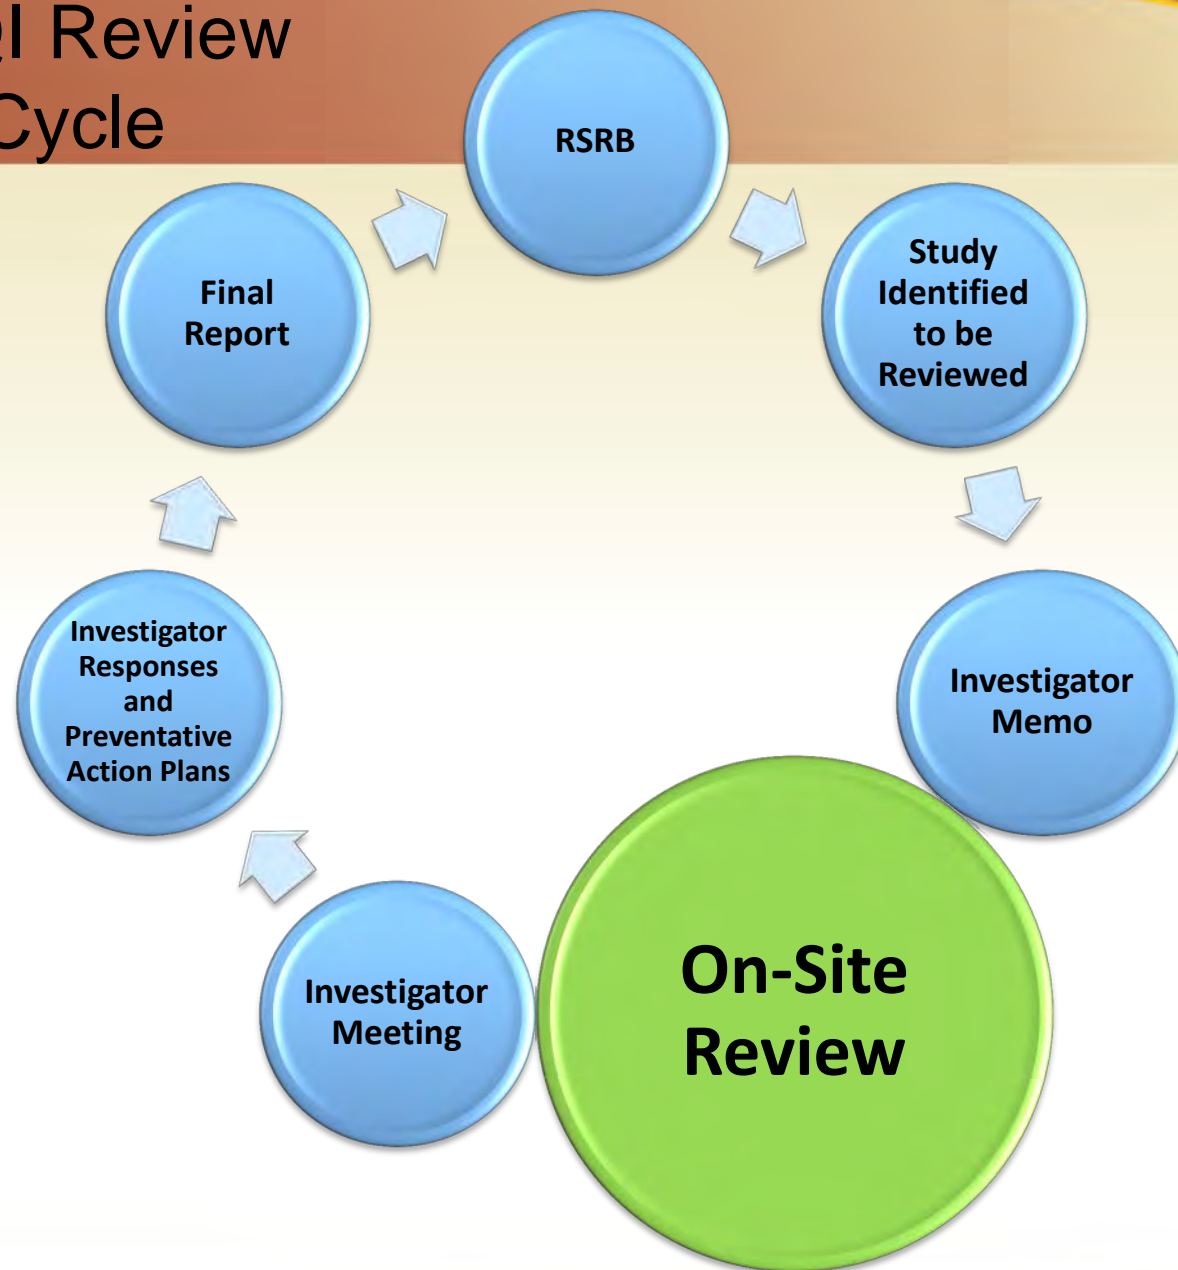 QI Review
Cycle
RSRB
Study
Identified
to be
Reviewed
Investigator
Memo
On-Site
Review
Investigator
Meeting
Investigator
Responses
and
Preventative
Action Plans
Final
Report